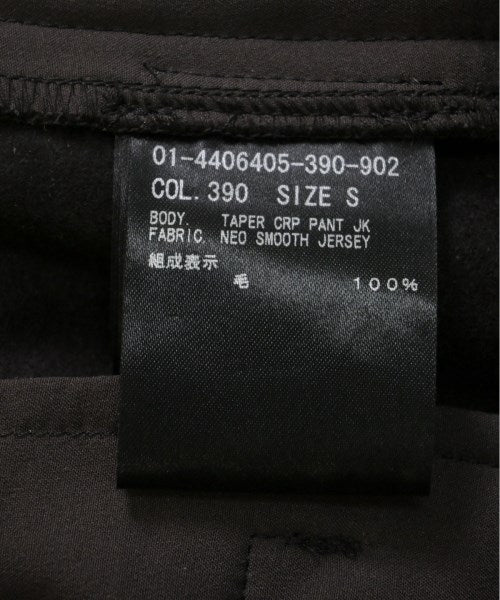 01-4406405-390-902
COL. 390 SIZE S
BODY. TAPER CRP PANT JK
FABRIC. NEO SMOOTH JERSEY
組成表示
毛 100%